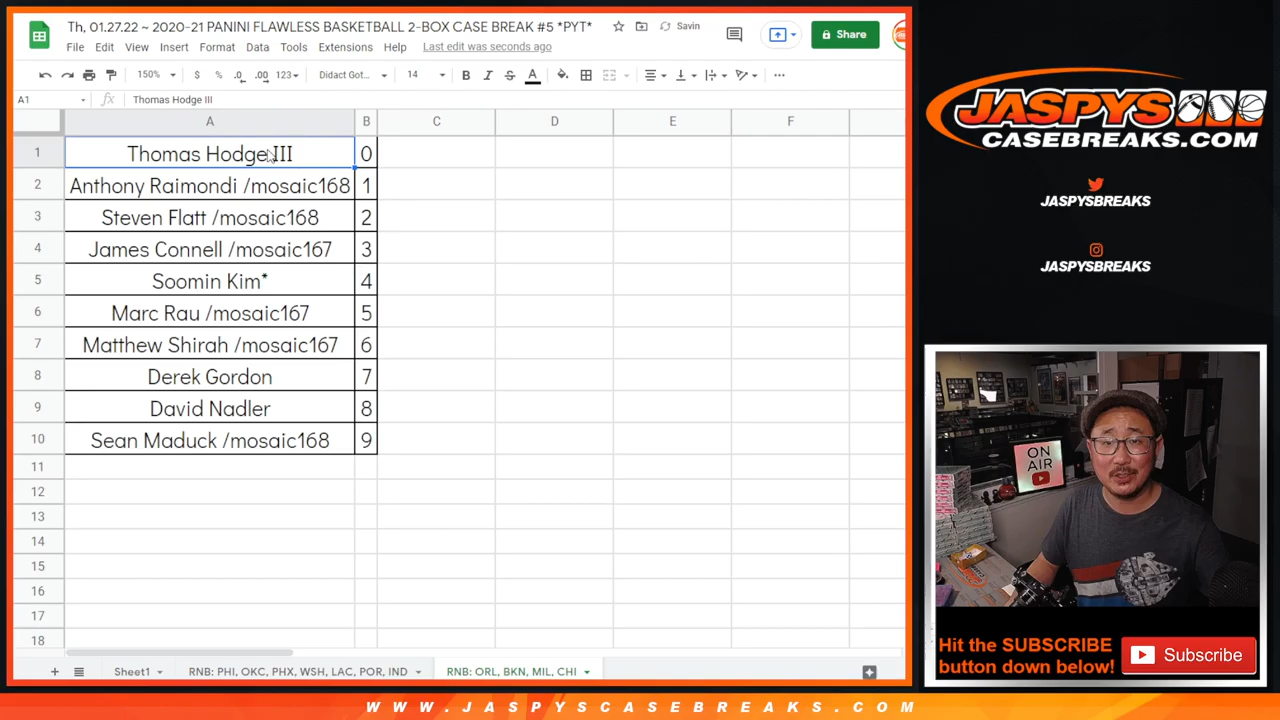 Th, 01.27.22 ~ 2020-21 PANINI FLAWLESS BASKETBALL 2-BOX CASE BREAK #5 *PYT*
Savin
Share
File Edit View Insert Format Data Tools Extensions Help Last edit was seconds ago
150% $ % .0 .00 123 Didact Got... 14 B I S A
A1 fx Thomas Hodge III
A B C D E F
1 Thomas Hodge III 0
2 Anthony Raimondi /mosaic168 1
3 Steven Flatt /mosaic168 2
4 James Connell /mosaic167 3
5 Soomin Kim* 4
6 Marc Rau /mosaic167 5
7 Matthew Shirah /mosaic167 6
8 Derek Gordon 7
9 David Nadler 8
10 Sean Maduck /mosaic168 9
11
12
13
14
15
16
17
18
Sheet1 RNB: PHI, OKC, PHX, WSH, LAC, POR, IND RNB: ORL, BKN, MIL, CHI
JASPYS
CASEBREAKS.COM
JASPYSBREAKS
JASPYSBREAKS
ON
AIR
Hit the SUBSCRIBE
button down below!
Subscribe
WWW.JASPYSCASEBREAKS.COM